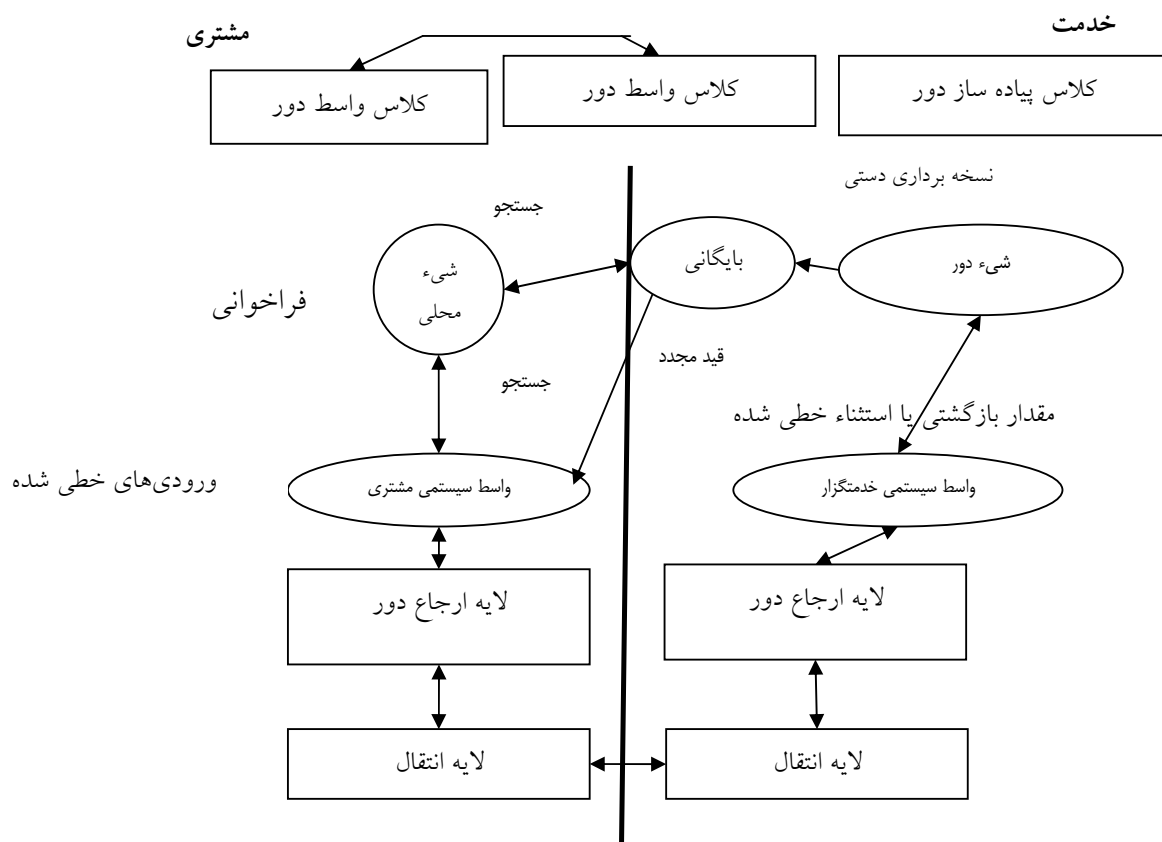 خدمت
مشتری
کلاس پیاده ساز دور
کلاس واسط دور
کلاس واسط دور
نسخه برداری دستی
جستجو
شیء دور
بایگانی
شیء
محلی
فراخوانی
قید مجدد
جستجو
مقدار بازگشتی یا استثناء خطی شده
ورودی‌های خطی شده
واسط سیستمی خدمتگزار
واسط سیستمی مشتری
لایه ارجاع دور
لایه ارجاع دور
لایه انتقال
لایه انتقال